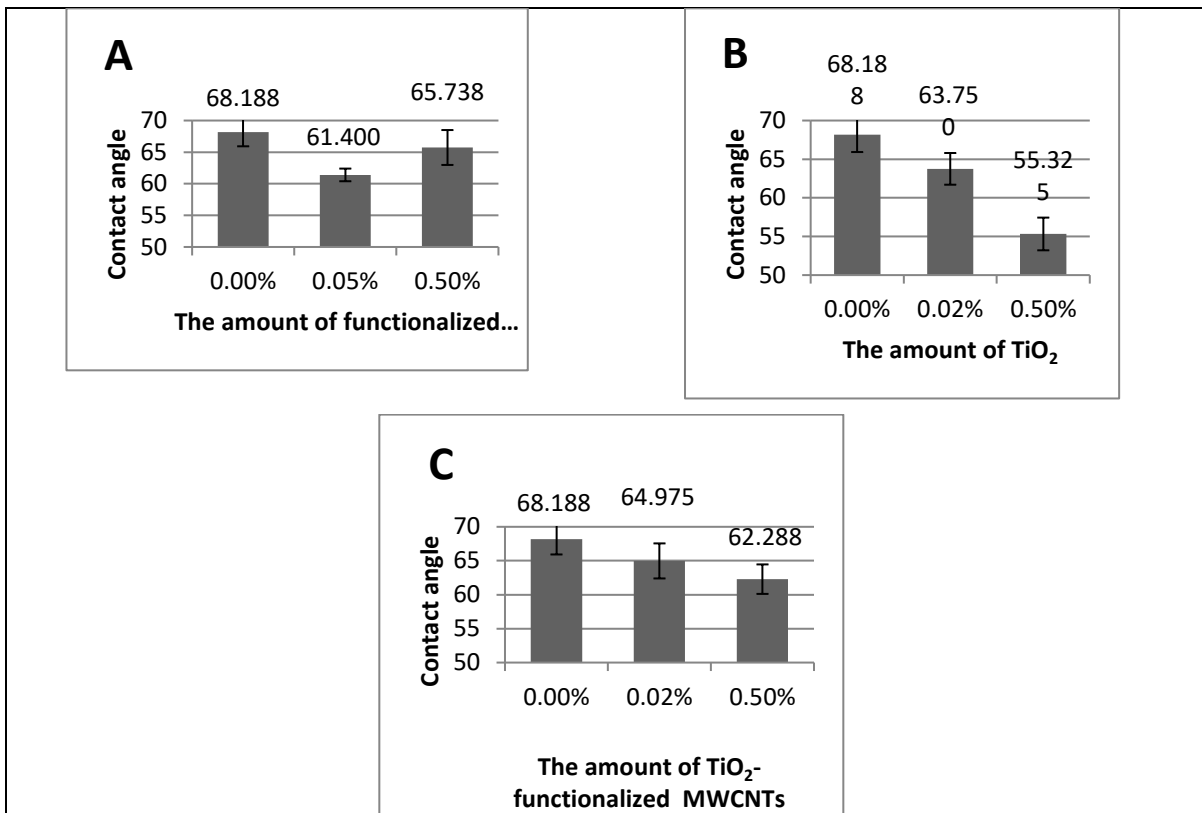 A
68.188
61.400
65.738
Contact angle
70
65
60
55
50
0.00% 0.05% 0.50%
The amount of functionalized…
B
68.18
8
63.75
0
55.32
5
Contact angle
70
65
60
55
50
0.00% 0.02% 0.50%
The amount of TiO₂
C
68.188
64.975
62.288
Contact angle
70
65
60
55
50
0.00% 0.02% 0.50%
The amount of TiO₂-
functionalized MWCNTs